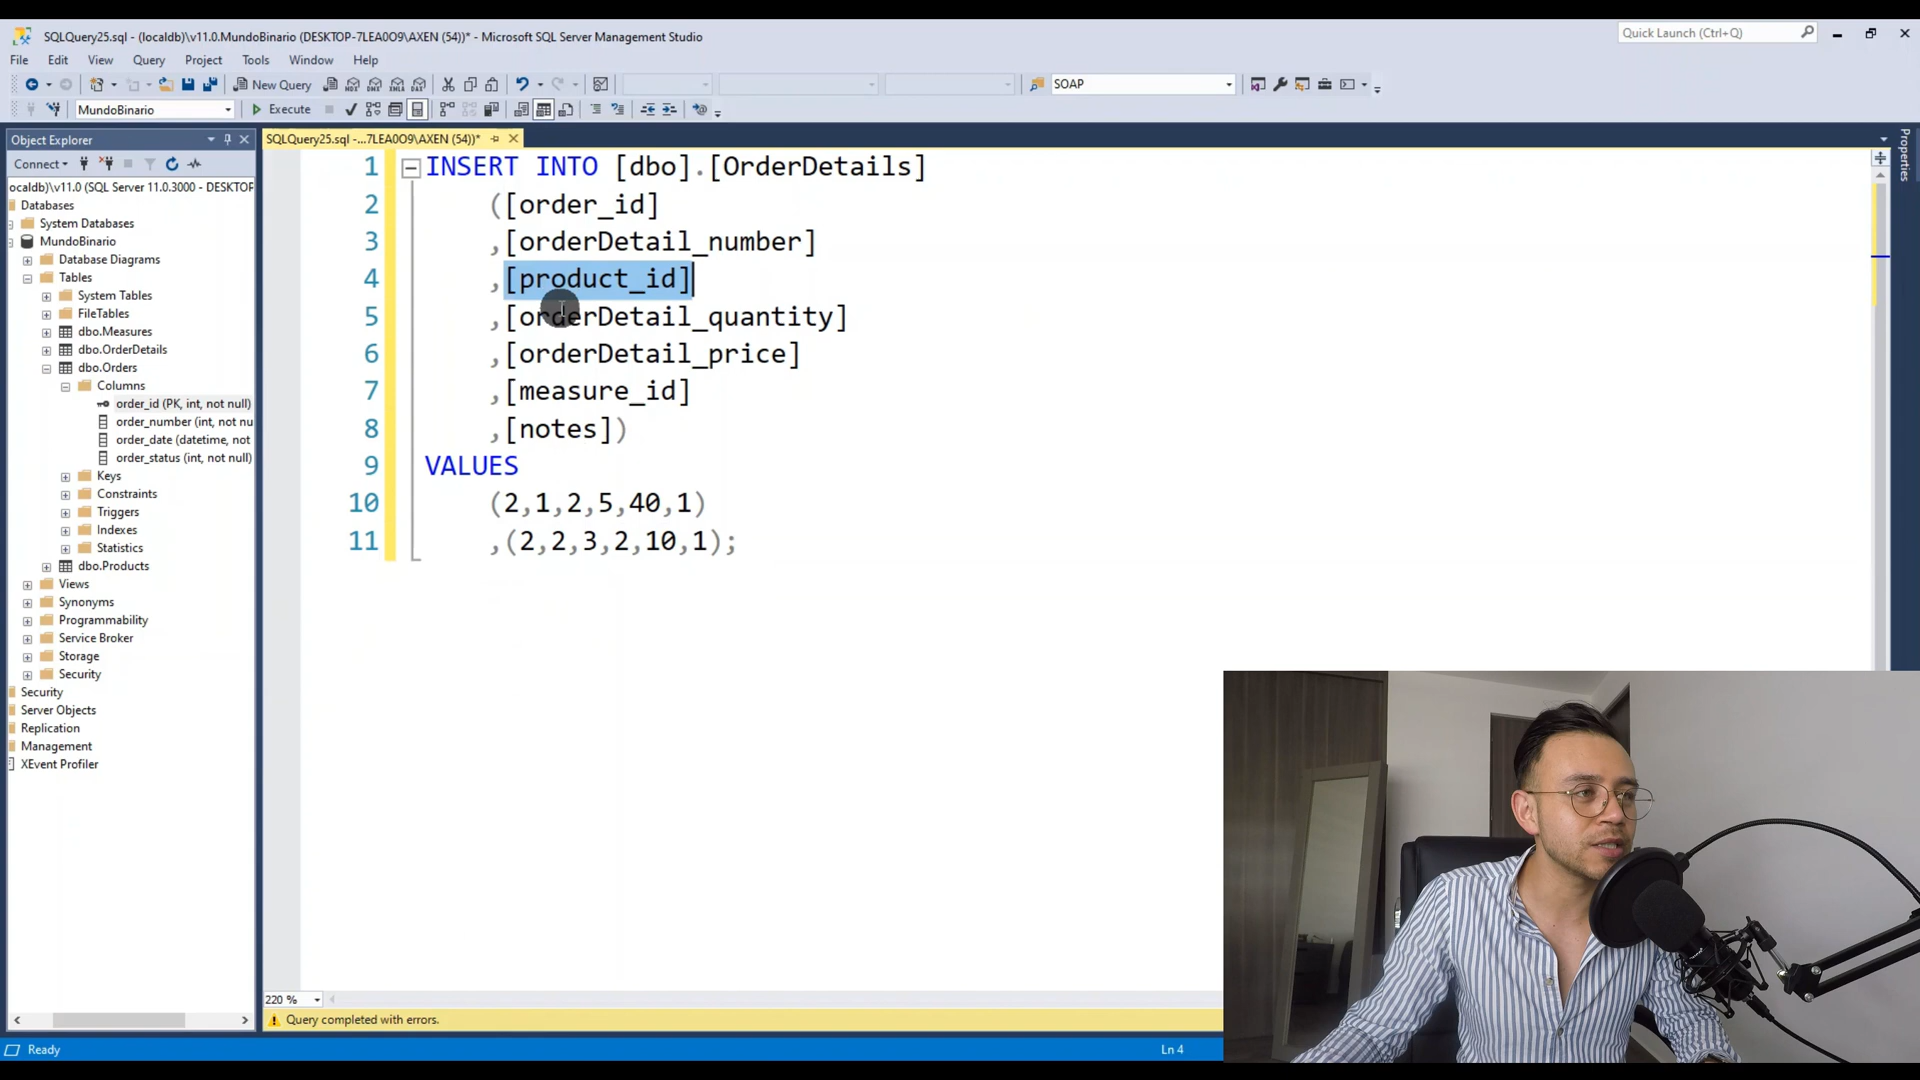 SQLQuery25.sql - (localdb)\v11.0.MundoBinario (DESKTOP-7LEA0O9\AXEN (54))* - Microsoft SQL Server Management Studio
Quick Launch (Ctrl+Q)
File Edit View Query Project Tools Window Help
New Query
SOAP
MundoBinario
Execute
Object Explorer
SQLQuery25.sql -...7LEA0O9\AXEN (54))*
Properties
Connect
ocaldb)\v11.0 (SQL Server 11.0.3000 - DESKTOP
Databases
System Databases
MundoBinario
Database Diagrams
Tables
System Tables
FileTables
dbo.Measures
dbo.OrderDetails
dbo.Orders
Columns
order_id (PK, int, not null)
order_number (int, not nu
order_date (datetime, not
order_status (int, not null)
Keys
Constraints
Triggers
Indexes
Statistics
dbo.Products
Views
Synonyms
Programmability
Service Broker
Storage
Security
Security
Server Objects
Replication
Management
XEvent Profiler
1 INSERT INTO [dbo].[OrderDetails]
2 ([order_id]
3 ,[orderDetail_number]
4 ,[product_id]
5 ,[orderDetail_quantity]
6 ,[orderDetail_price]
7 ,[measure_id]
8 ,[notes])
9 VALUES
10 (2,1,2,5,40,1)
11 ,(2,2,3,2,10,1);
220 %
Query completed with errors.
Ready
Ln 4